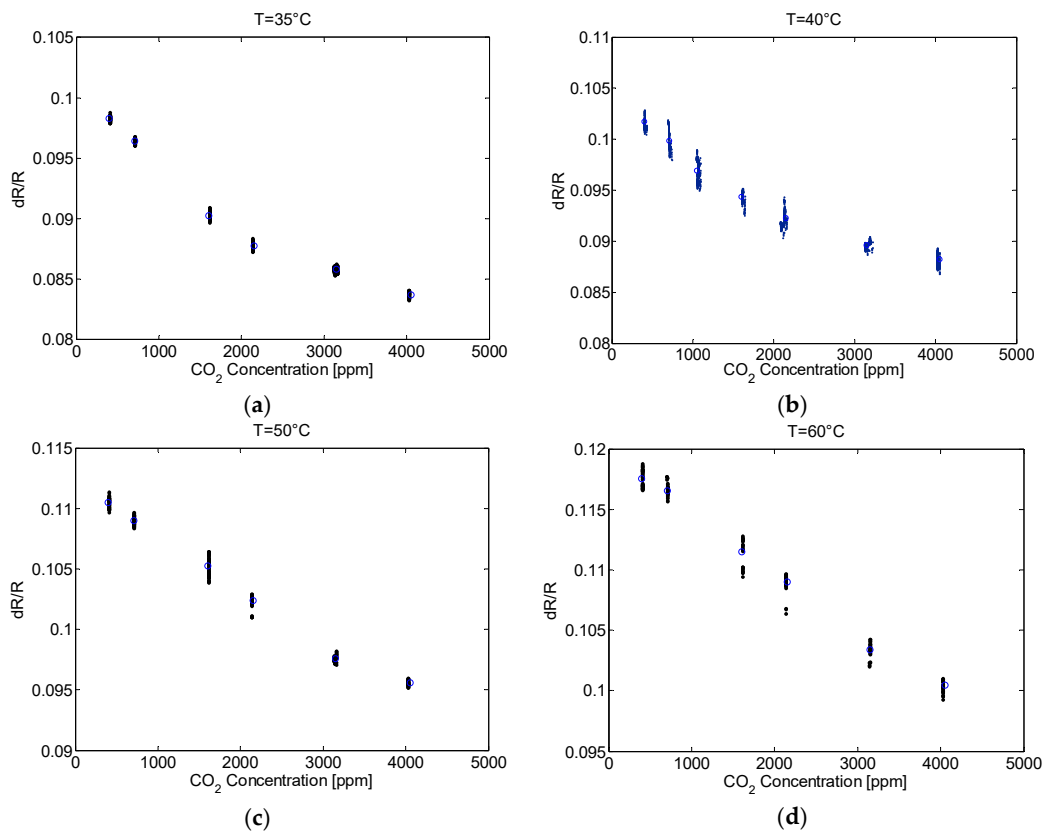 T=35°C
0.105
0.1
0.095
0.09
0.085
0.08
dR/R
0 1000 2000 3000 4000 5000
CO2 Concentration [ppm]
(a)
T=40°C
0.11
0.105
0.1
0.095
0.09
0.085
0.08
dR/R
0 1000 2000 3000 4000 5000
CO2 Concentration [ppm]
(b)
T=50°C
0.115
0.11
0.105
0.1
0.095
0.09
dR/R
0 1000 2000 3000 4000 5000
CO2 Concentration [ppm]
(c)
T=60°C
0.12
0.115
0.11
0.105
0.1
0.095
dR/R
0 1000 2000 3000 4000 5000
CO2 Concentration [ppm]
(d)